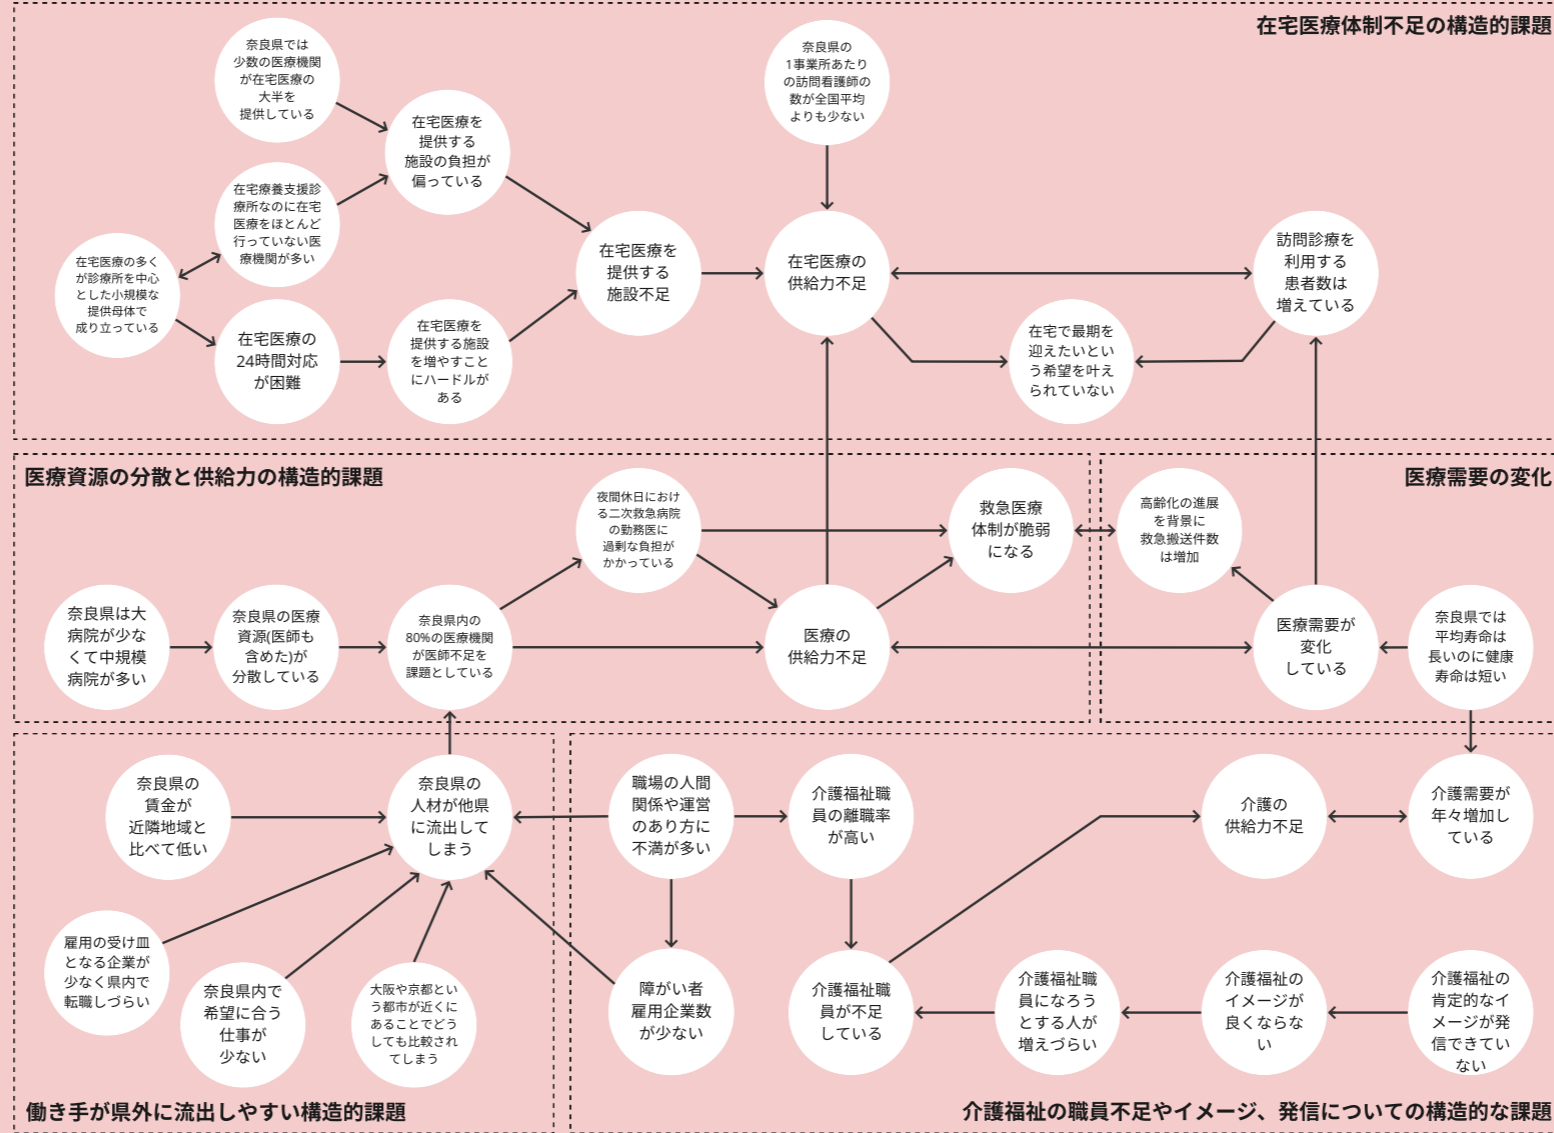 在宅医療体制不足の構造的課題
奈良県では
少数の医療機関
が在宅医療の
大半を
提供している
在宅医療を
提供する
施設の負担が
偏っている
奈良県の
1事業所あたり
の訪問看護師の
数が全国平均
よりも少ない
在宅療養支援診
療所なのに在宅
医療をほとんど
行っていない医
療機関が多い
在宅医療の多く
が診療所を中心
とした小規模な
提供母体で
成り立っている
在宅医療の
24時間対応
が困難
在宅医療を
提供する施設
を増やすこと
にハードルが
ある
在宅医療を
提供する
施設不足
在宅医療の
供給力不足
訪問診療を
利用する
患者数は
増えている
在宅で最期を
迎えたいとい
う希望を叶え
られていない
医療資源の分散と供給力の構造的課題
夜間休日におけ
る二次救急病院
の勤務医に
過剰な負担が
かかっている
救急医療
体制が脆弱
になる
奈良県は大
病院が少な
くて中規模
病院が多い
奈良県の医療
資源(医師も
含めた)が
分散している
奈良県内の
80%の医療機関
が医師不足を
課題としている
医療の
供給力不足
医療需要の変化
高齢化の進展
を背景に
救急搬送件数
は増加
医療需要が
変化
している
奈良県では
平均寿命は
長いのに健康
寿命は短い
奈良県の
賃金が
近隣地域と
比べて低い
奈良県の
人材が他県
に流出して
しまう
雇用の受け皿
となる企業が
少なく県内で
転職しづらい
奈良県内で
希望に合う
仕事が
少ない
大阪や京都とい
う都市が近くに
あることでどう
しても比較され
てしまう
働き手が県外に流出しやすい構造的課題
職場の人間
関係や運営
のあり方に
不満が多い
介護福祉職
員の離職率
が高い
介護の
供給力不足
介護需要が
年々増加し
ている
障がい者
雇用企業数
が少ない
介護福祉職
員が不足
している
介護福祉職
員になろう
とする人が
増えづらい
介護福祉の
イメージが
良くならな
い
介護福祉の
肯定的なイ
メージが発
信できてい
ない
介護福祉の職員不足やイメージ、発信についての構造的な課題